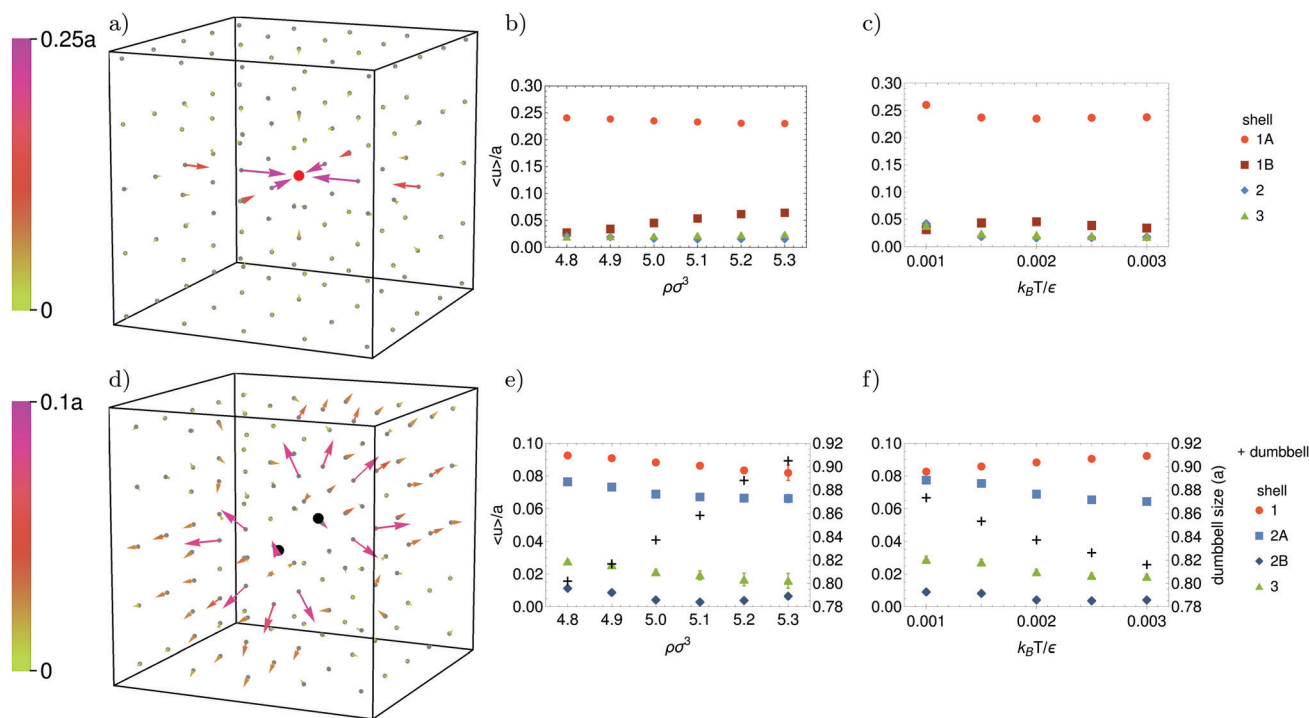 a)
0.25a
0
b)
0.30
0.25
0.20
0.15
0.10
0.05
0.00
<u>/a
4.8 4.9 5.0 5.1 5.2 5.3
ρσ³
c)
0.30
0.25
0.20
0.15
0.10
0.05
0.00
0.001 0.002 0.003
k_BT/ϵ
shell
1A
1B
2
3
d)
0.1a
0
e)
0.10
0.08
0.06
0.04
0.02
0.00
<u>/a
0.92
0.90
0.88
0.86
0.84
0.82
0.80
0.78
4.8 4.9 5.0 5.1 5.2 5.3
ρσ³
f)
0.10
0.08
0.06
0.04
0.02
0.00
0.92
0.90
0.88
0.86
0.84
0.82
0.80
0.78
dumbbell size (a)
0.001 0.002 0.003
k_BT/ϵ
+ dumbbell
shell
1
2A
2B
3